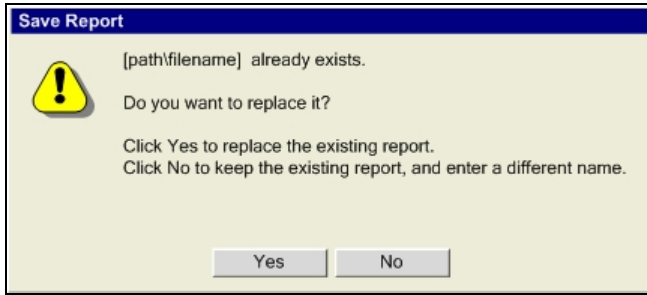 Save Report
[path\filename] already exists.
Do you want to replace it?
Click Yes to replace the existing report.
Click No to keep the existing report, and enter a different name.
Yes
No